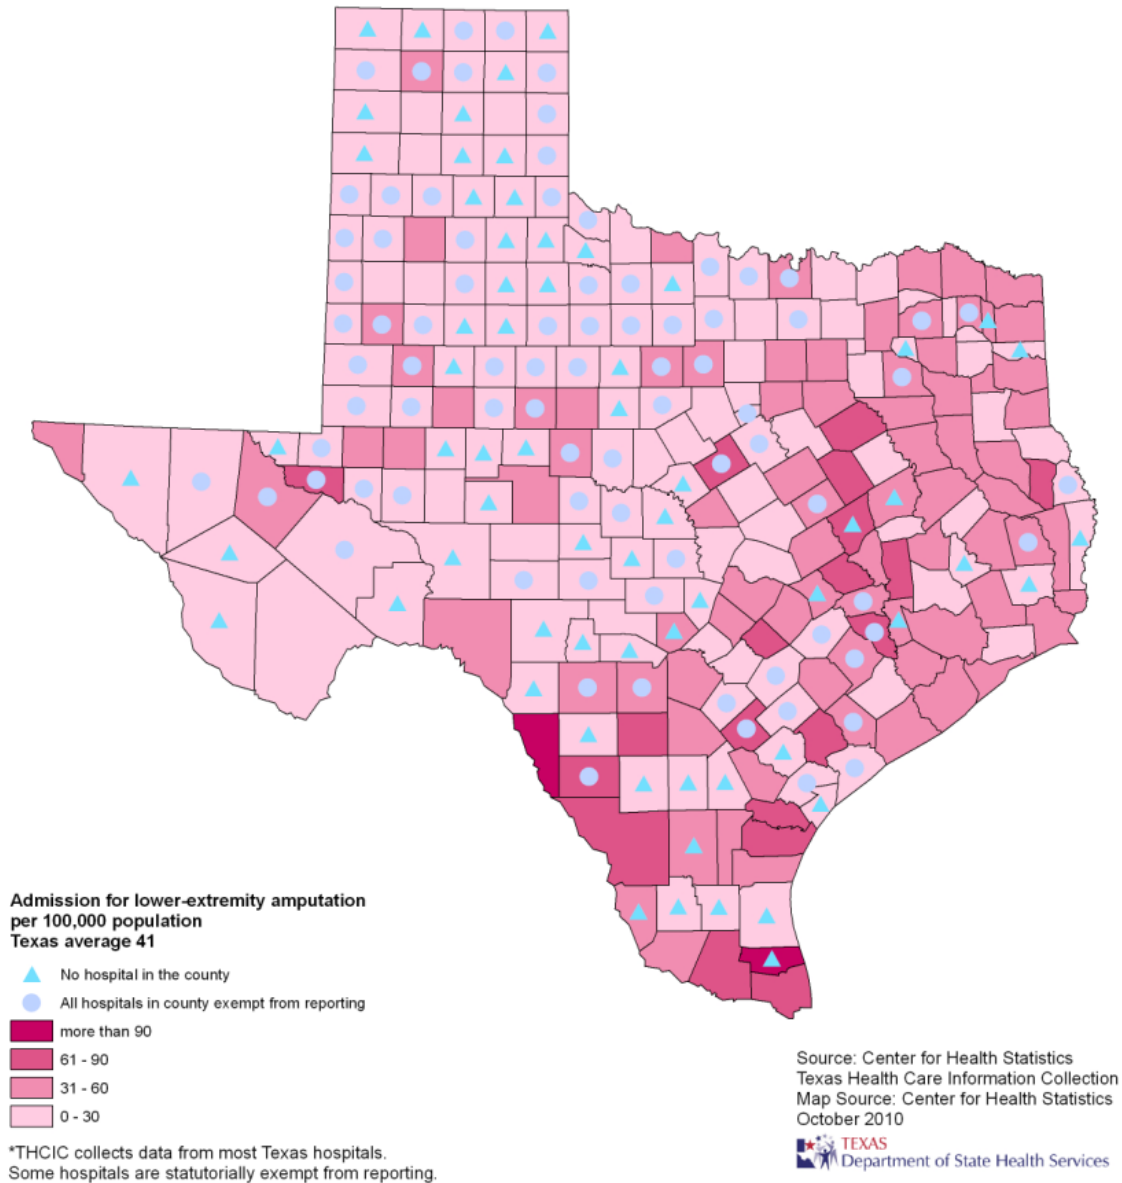 Admission for lower-extremity amputation
per 100,000 population
Texas average 41
No hospital in the county
All hospitals in county exempt from reporting
more than 90
61 - 90
31 - 60
0 - 30
*THCIC collects data from most Texas hospitals.
Some hospitals are statutorially exempt from reporting.
Source: Center for Health Statistics
Texas Health Care Information Collection
Map Source: Center for Health Statistics
October 2010
TEXAS
Department of State Health Services